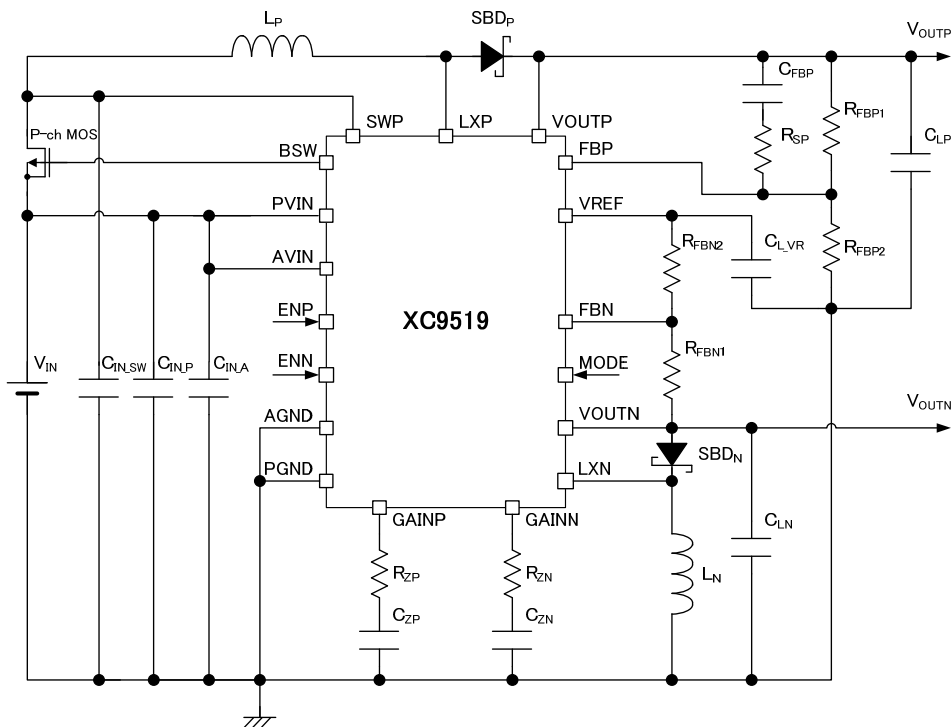 LP
SBDP
VOUTP
CFBP
RFBP1
P-ch MOS
SWP
LXP
VOUTP
RSP
CLP
BSW
FBP
PVIN
VREF
RFBN2
CL_VR
RFBP2
AVIN
ENP
XC9519
FBN
VIN
CIN_SW
CIN_P
CIN_A
ENN
MODE
RFBN1
AGND
VOUTN
VOUTN
SBDN
PGND
LXN
GAINP
GAINN
CLN
RZP
RZN
LN
CZP
CZN